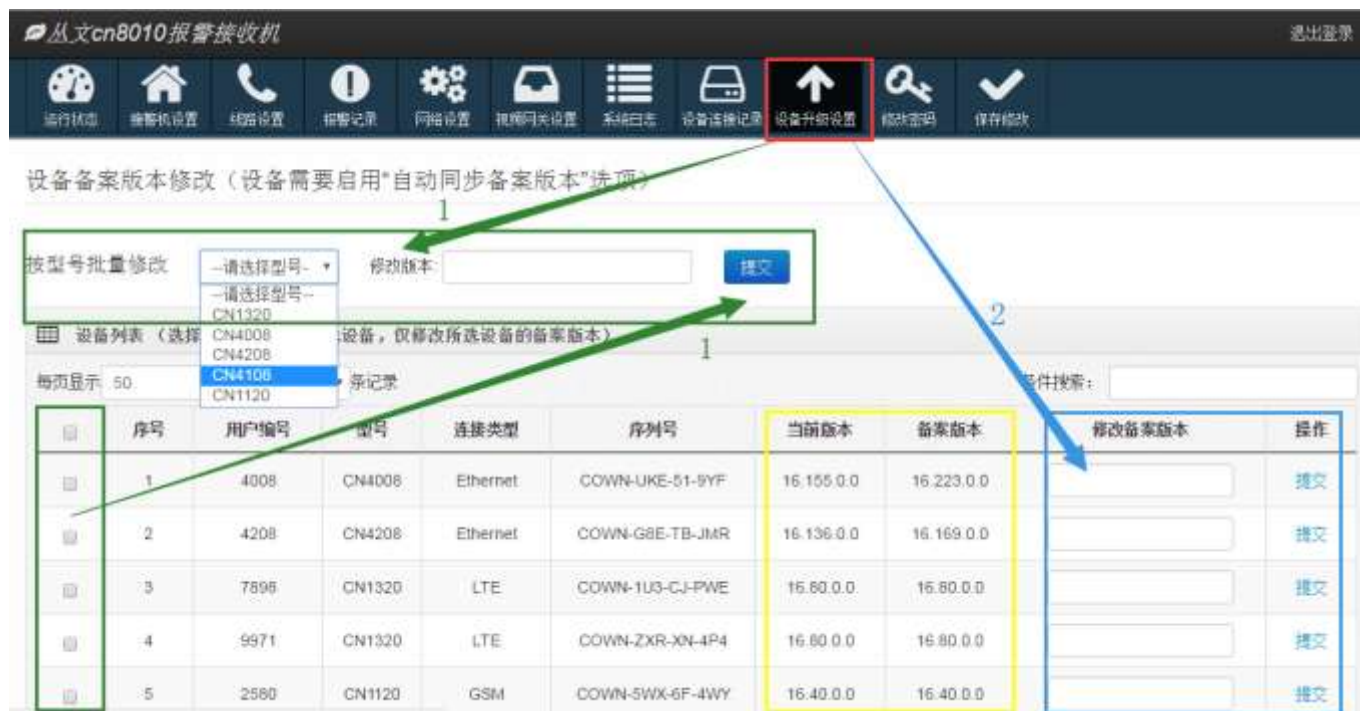 丛文cn8010报警接收机 退出登录
运行状态 接警机设置 线路设置 报警记录 网络设置 视频网关设置 系统日志 设备连接记录 设备升级设置 修改密码 保存修改
设备备案版本修改（设备需要启用“自动同步备案版本”选项）
1
按型号批量修改 --请选择型号- 修改版本: 提交
--请选择型号--
CN1320
CN4008
CN4208
CN4108
CN1120
2
设备列表 （选择 设备，仅修改所选设备的备案版本）
1
每页显示 50 条记录 条件搜索：
序号 用户编号 型号 连接类型 序列号 当前版本 备案版本 修改备案版本 操作
1 4008 CN4008 Ethernet COWN-UKE-51-9YF 16.155.0.0 16.223.0.0 提交
2 4208 CN4208 Ethernet COWN-G8E-TB-JMR 16.136.0.0 16.169.0.0 提交
3 7898 CN1320 LTE COWN-1U3-CJ-PWE 16.80.0.0 16.80.0.0 提交
4 9971 CN1320 LTE COWN-ZXR-XN-4P4 16.80.0.0 16.80.0.0 提交
5 2580 CN1120 GSM COWN-5WX-6F-4WY 16.40.0.0 16.40.0.0 提交